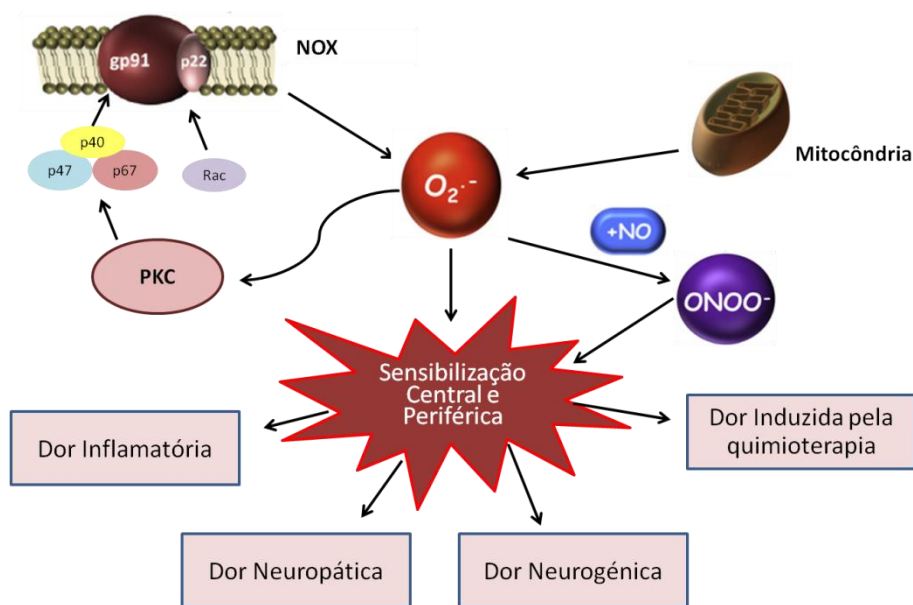 NOX
gp91
p22
p40
p47
p67
Rac
Mitocôndria
O₂·⁻
+NO
PKC
ONOO⁻
Sensibilização
Central e
Periférica
Dor Inflamatória
Dor Induzida pela
quimioterapia
Dor Neuropática
Dor Neurogénica